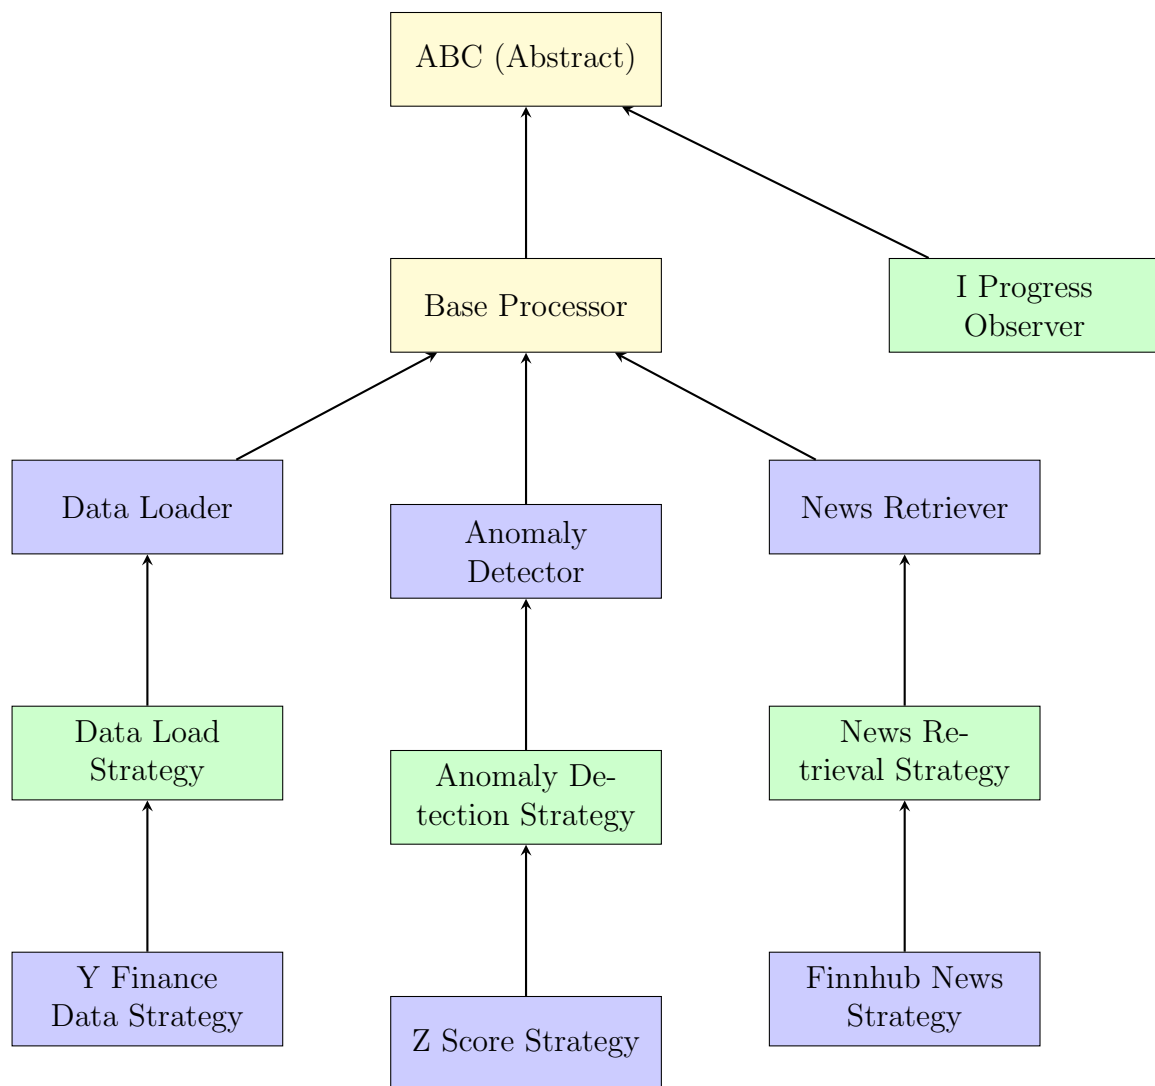 ABC (Abstract)
Base Processor
I Progress
Observer
Data Loader
Anomaly
Detector
News Retriever
Data Load
Strategy
Anomaly De-
tection Strategy
News Re-
trieval Strategy
Y Finance
Data Strategy
Z Score Strategy
Finnhub News
Strategy